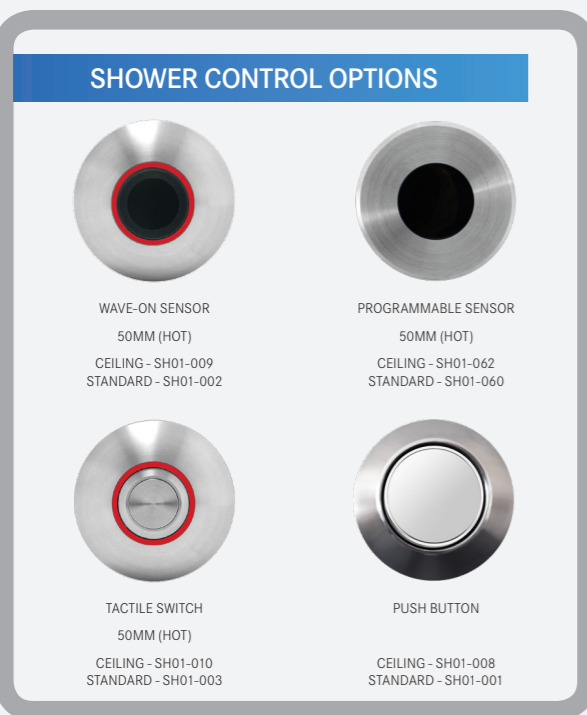 SHOWER CONTROL OPTIONS
WAVE-ON SENSOR
50MM (HOT)
CEILING - SH01-009
STANDARD - SH01-002
PROGRAMMABLE SENSOR
50MM (HOT)
CEILING - SH01-062
STANDARD - SH01-060
TACTILE SWITCH
50MM (HOT)
CEILING - SH01-010
STANDARD - SH01-003
PUSH BUTTON
CEILING - SH01-008
STANDARD - SH01-001